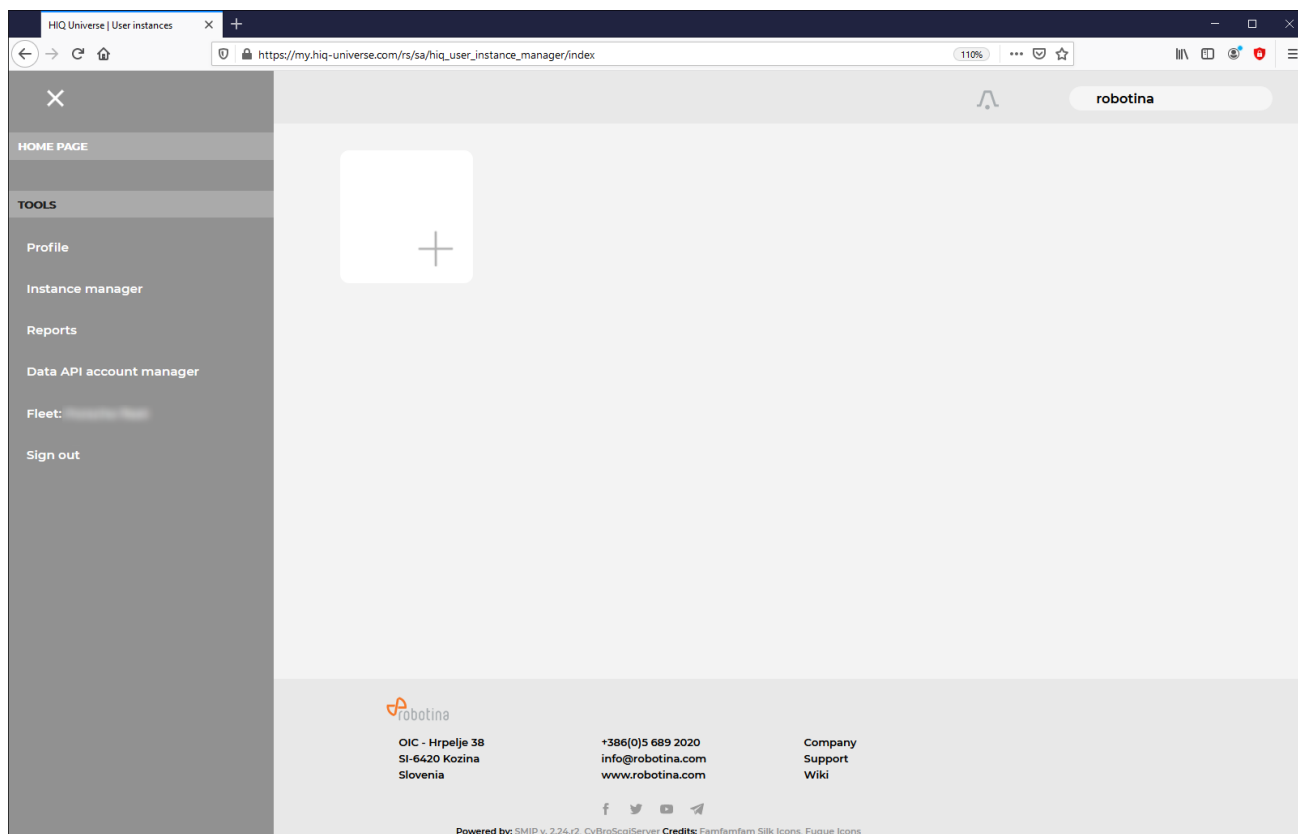 HIQ Universe | User instances
https://my.hiq-universe.com/rs/sa/hiq_user_instance_manager/index
110%
robotina
HOME PAGE
TOOLS
Profile
Instance manager
Reports
Data API account manager
Fleet:
Sign out
robotina
OIC - Hrpelje 38
SI-6420 Kozina
Slovenia
+386(0)5 689 2020
info@robotina.com
www.robotina.com
Company
Support
Wiki
Powered by: SMIP v. 2.24.r2, CyBroScgiServer Credits: Famfamfam Silk Icons, Fugue Icons